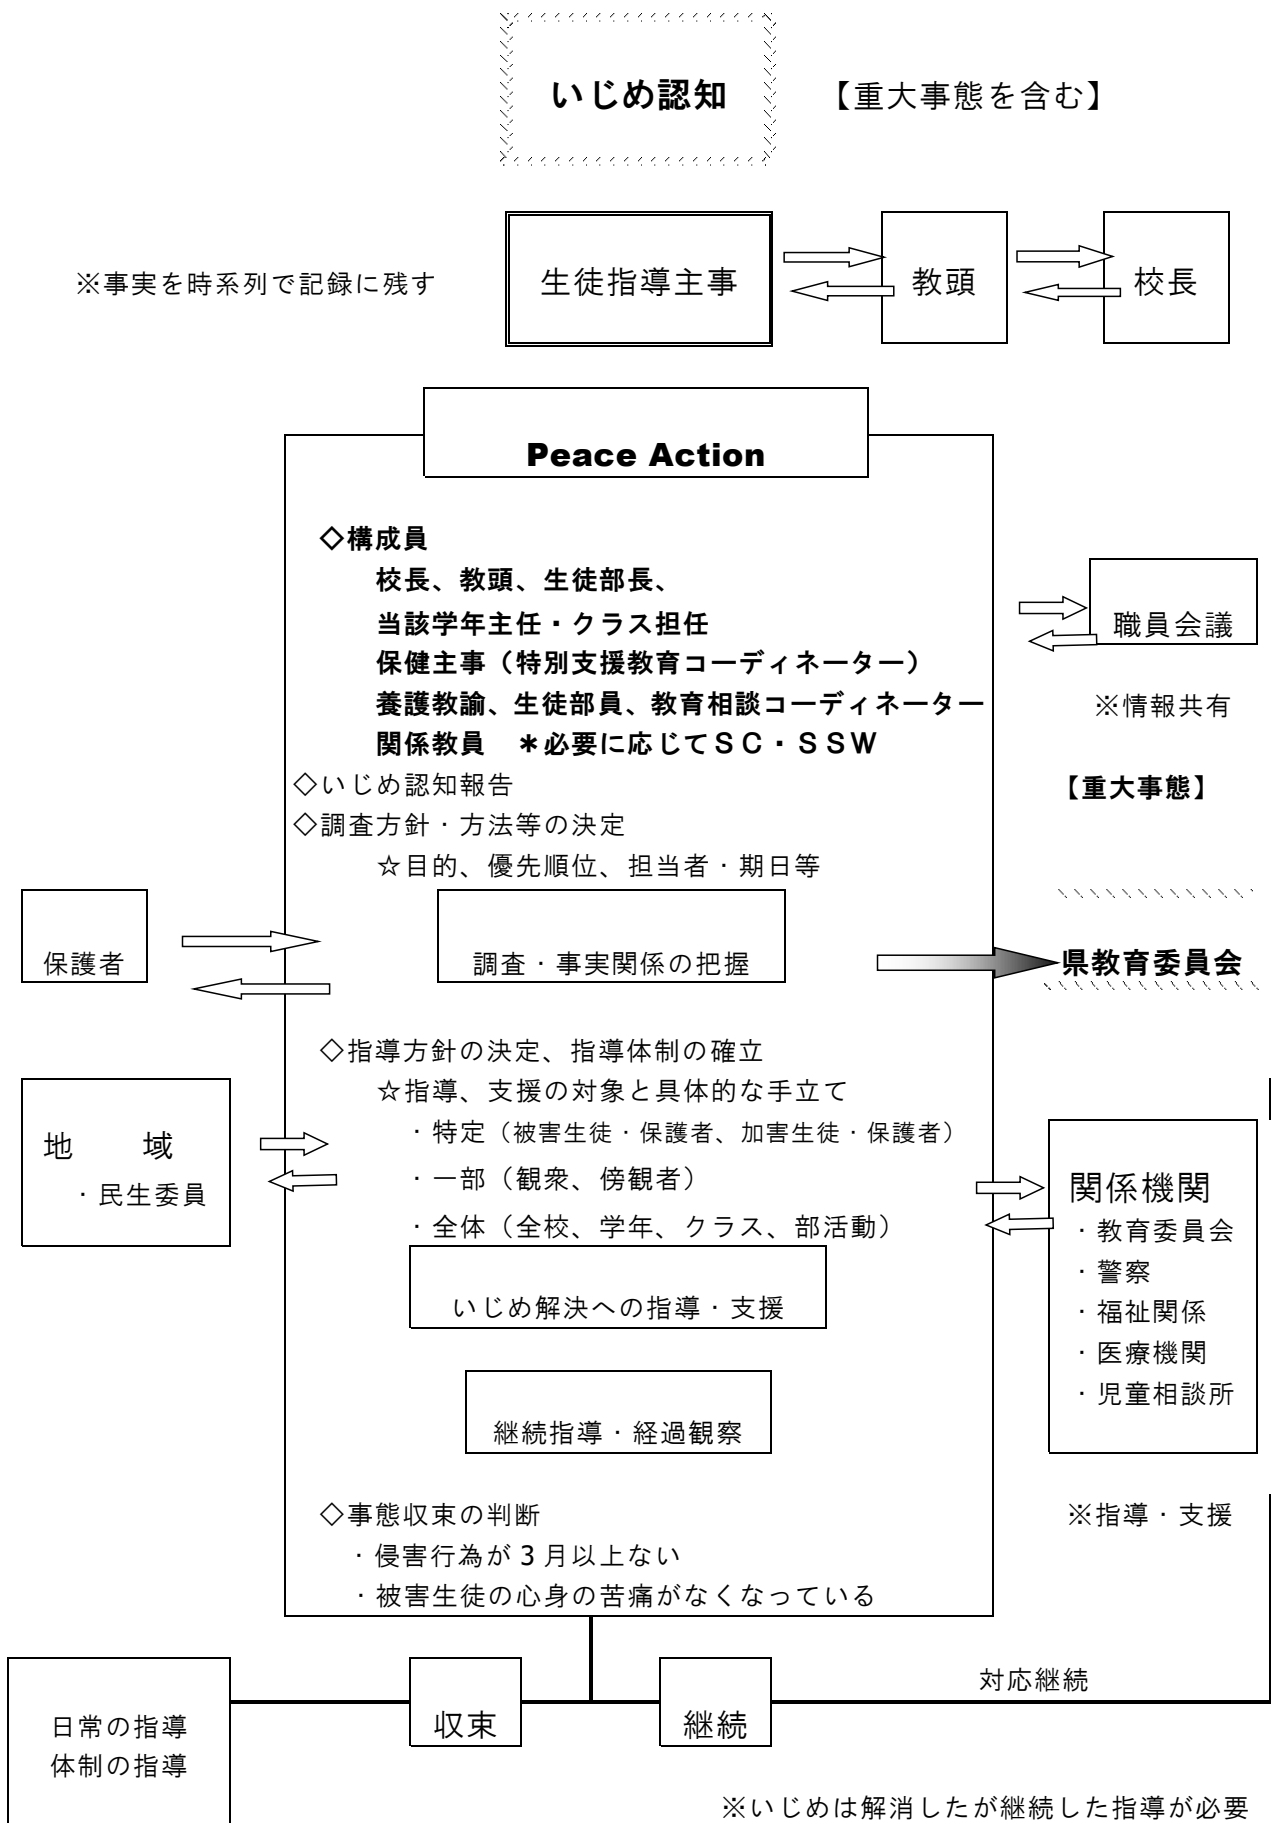 いじめ認知
【重大事態を含む】
※事実を時系列で記録に残す
生徒指導主事
教頭
校長
Peace Action
◇構成員
校長、教頭、生徒部長、
当該学年主任・クラス担任
保健主事（特別支援教育コーディネーター）
養護教諭、生徒部員、教育相談コーディネーター
関係教員　＊必要に応じてＳＣ・ＳＳＷ
職員会議
※情報共有
【重大事態】
◇いじめ認知報告
◇調査方針・方法等の決定
☆目的、優先順位、担当者・期日等
保護者
調査・事実関係の把握
県教育委員会
◇指導方針の決定、指導体制の確立
☆指導、支援の対象と具体的な手立て
・特定（被害生徒・保護者、加害生徒・保護者）
・一部（観衆、傍観者）
・全体（全校、学年、クラス、部活動）
地　　域
・民生委員
関係機関
・教育委員会
・警察
・福祉関係
・医療機関
・児童相談所
いじめ解決への指導・支援
継続指導・経過観察
※指導・支援
◇事態収束の判断
・侵害行為が３月以上ない
・被害生徒の心身の苦痛がなくなっている
対応継続
日常の指導
体制の指導
収束
継続
※いじめは解消したが継続した指導が必要